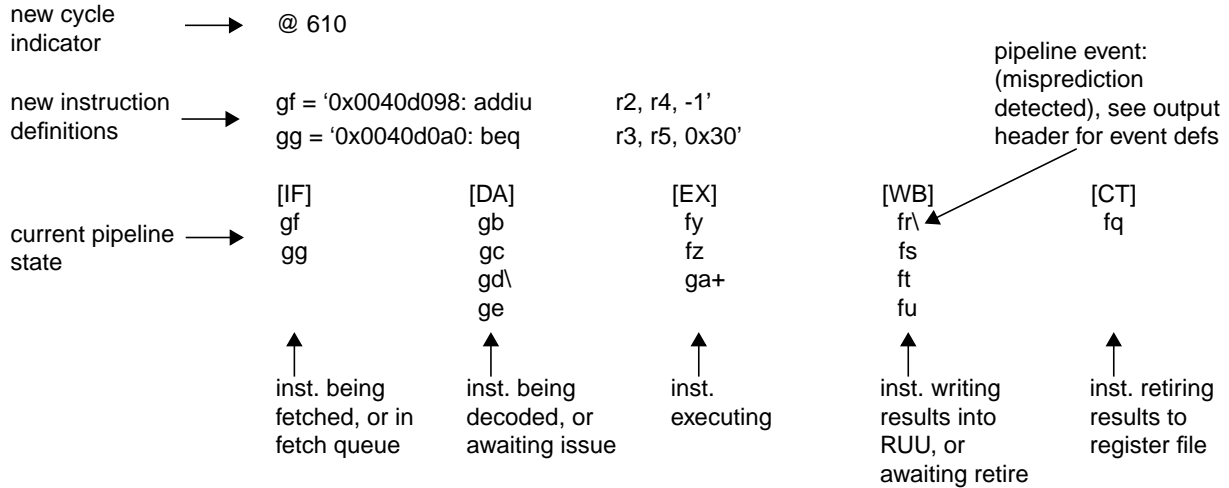 new cycle
indicator
@ 610
pipeline event:
(misprediction
detected), see output
header for event defs
new instruction
definitions
gf = ‘0x0040d098: addiu r2, r4, -1’
gg = ‘0x0040d0a0: beq r3, r5, 0x30’
current pipeline
state
[IF] [DA] [EX] [WB] [CT]
gf gb fy fr\ fq
gg gc fz fs
gd\ ga+ ft
ge fu
inst. being
fetched, or in
fetch queue
inst. being
decoded, or
awaiting issue
inst.
executing
inst. writing
results into
RUU, or
awaiting retire
inst. retiring
results to
register file